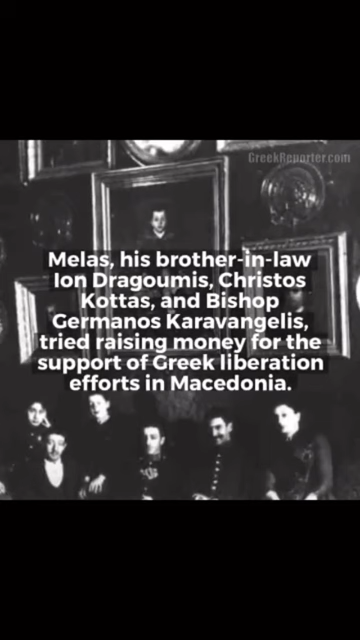 GreekReporter.com
Melas, his brother-in-law
Ion Dragoumis, Christos
Kottas, and Bishop
Germanos Karavangelis,
tried raising money for the
support of Greek liberation
efforts in Macedonia.